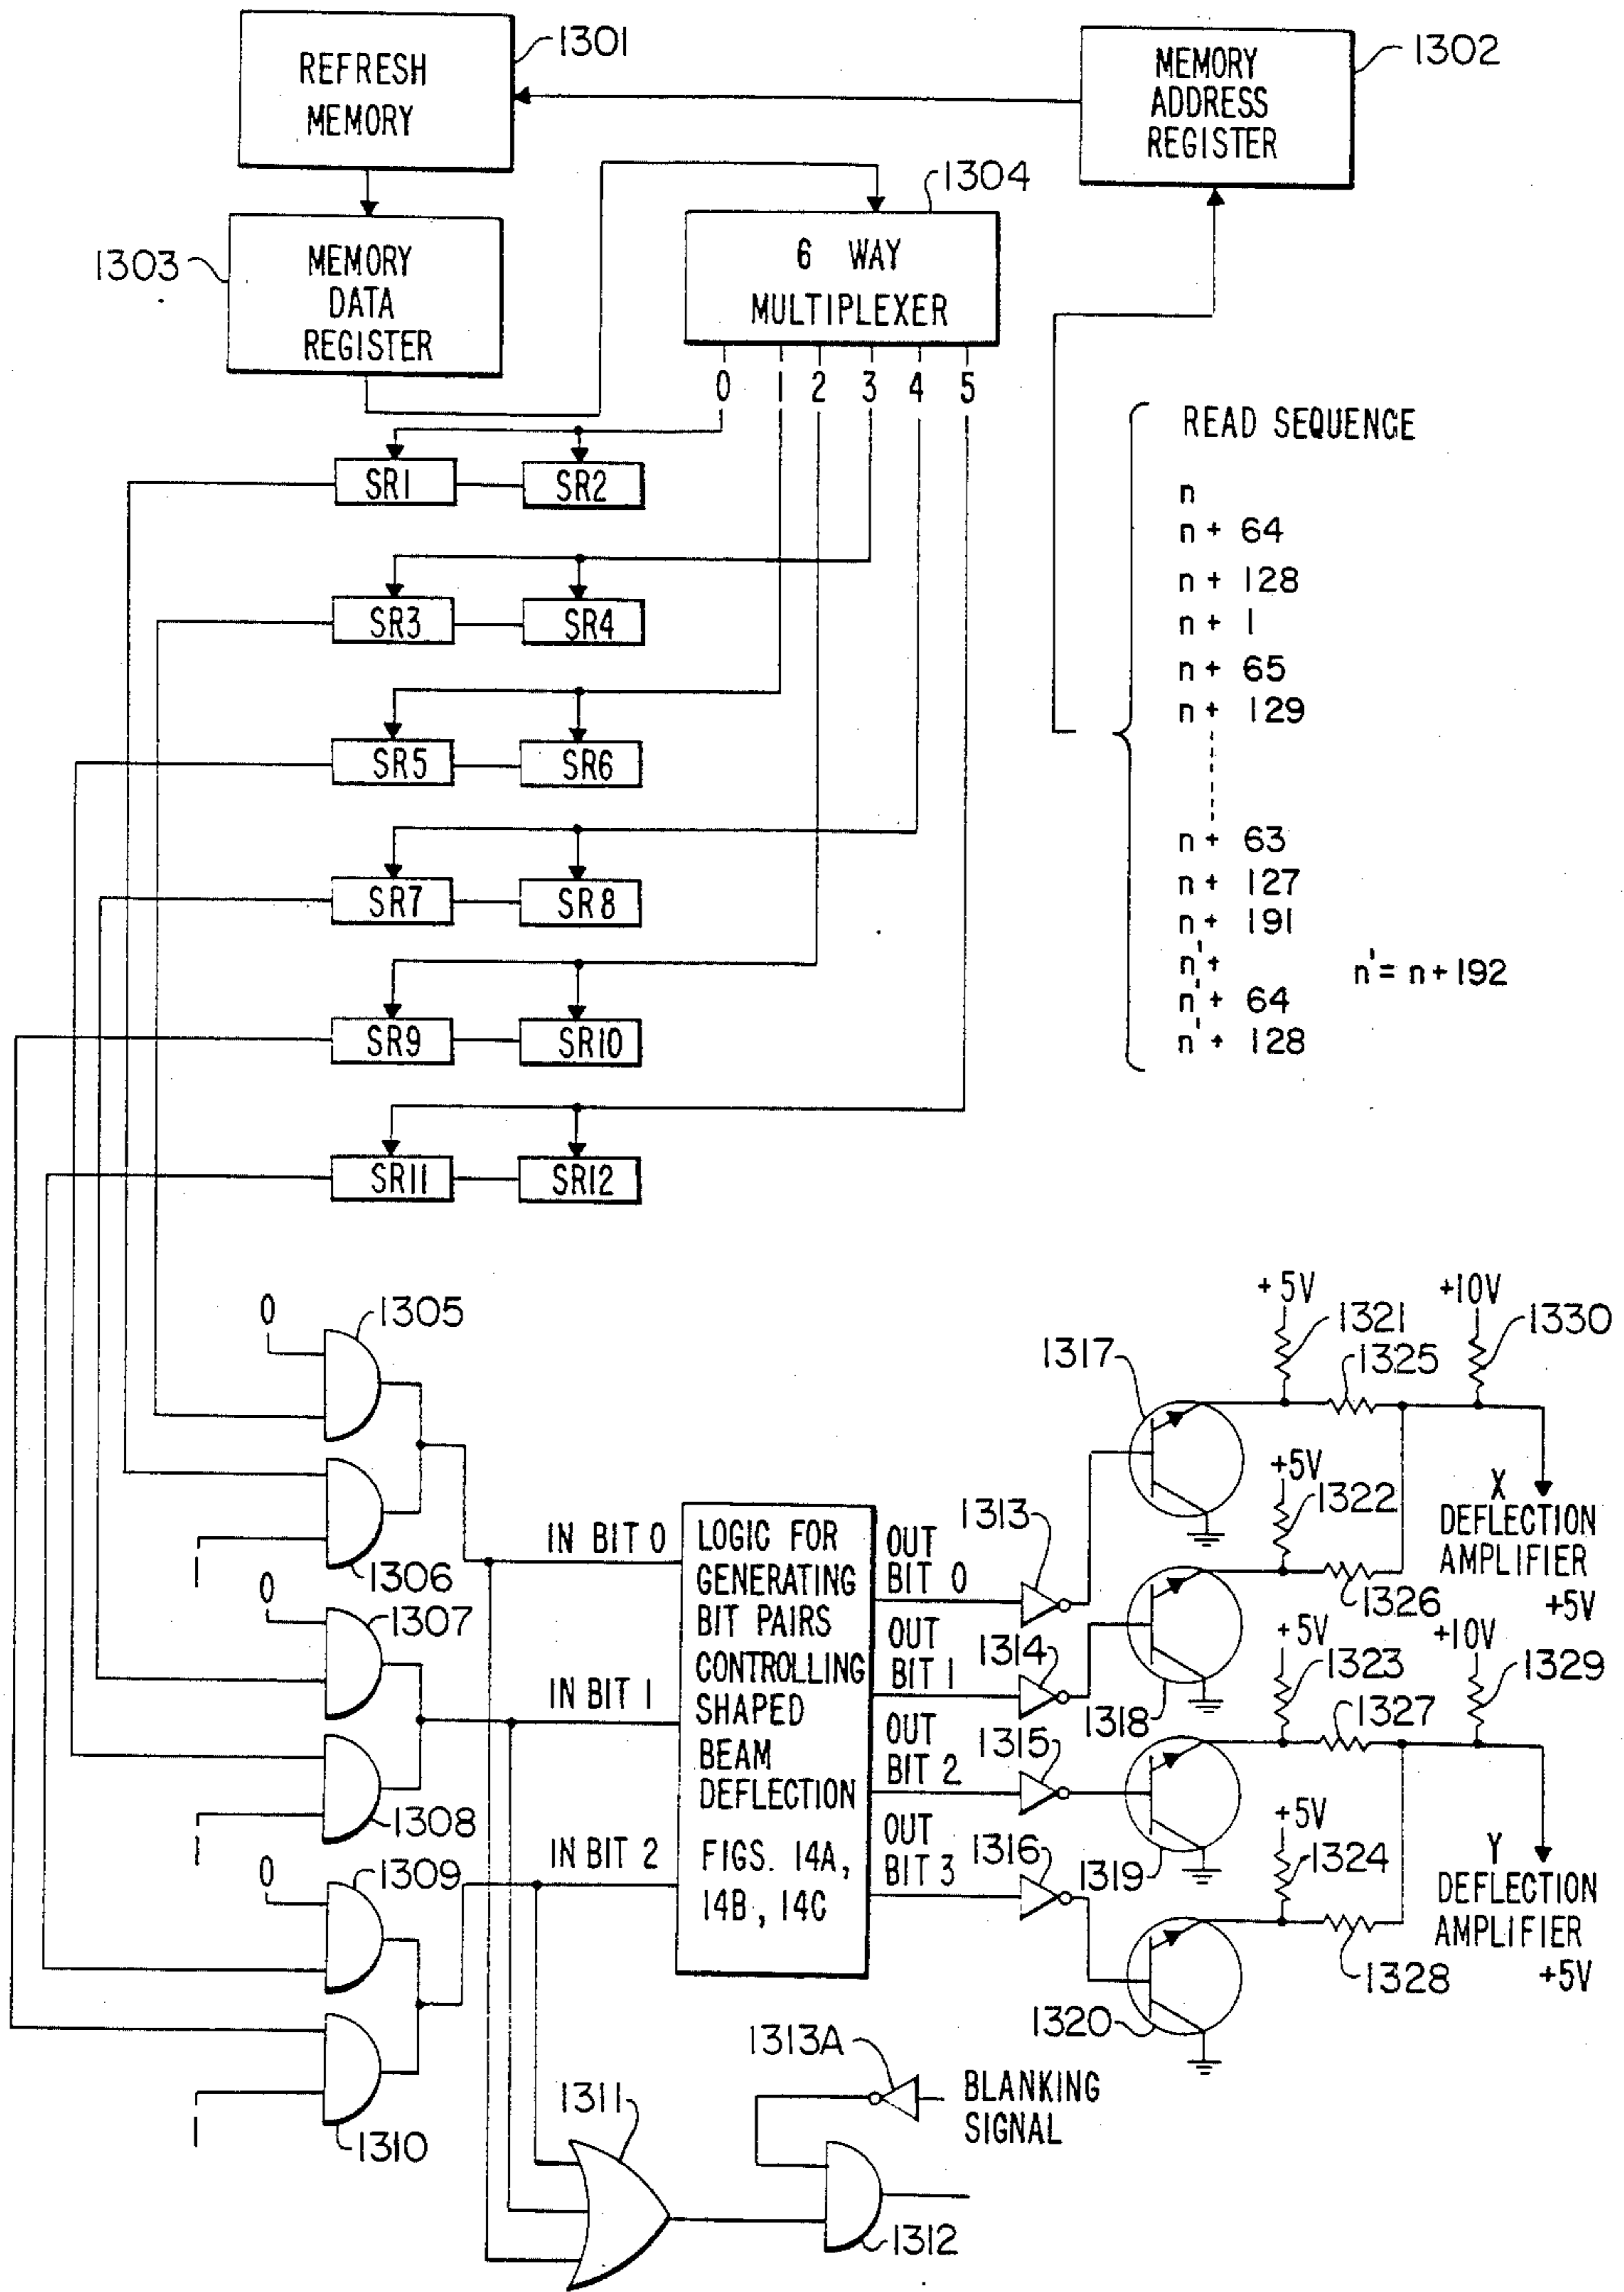 REFRESH
MEMORY
1301
MEMORY
ADDRESS
REGISTER
1302
1303
MEMORY
DATA
REGISTER
1304
6 WAY
MULTIPLEXER
0 1 2 3 4 5
SR1 SR2
SR3 SR4
SR5 SR6
SR7 SR8
SR9 SR10
SR11 SR12
READ SEQUENCE
n
n + 64
n + 128
n + 1
n + 65
n + 129
n + 63
n + 127
n + 191
n' +
n' + 64
n' + 128
n' = n + 192
0
1305
1
1306
0
1307
1
1308
0
1309
1
1310
IN BIT 0
IN BIT 1
IN BIT 2
LOGIC FOR
GENERATING
BIT PAIRS
CONTROLLING
SHAPED
BEAM
DEFLECTION
FIGS. 14A,
14B, 14C
OUT
BIT 0
OUT
BIT 1
OUT
BIT 2
OUT
BIT 3
1313
1314
1315
1316
1317
1318
1319
1320
+5V
1321
1325
+10V
1330
+5V
1322
1326
X
DEFLECTION
AMPLIFIER
+5V
+5V
1323
1327
+10V
1329
+5V
1324
1328
Y
DEFLECTION
AMPLIFIER
+5V
1313A
BLANKING
SIGNAL
1311
1312